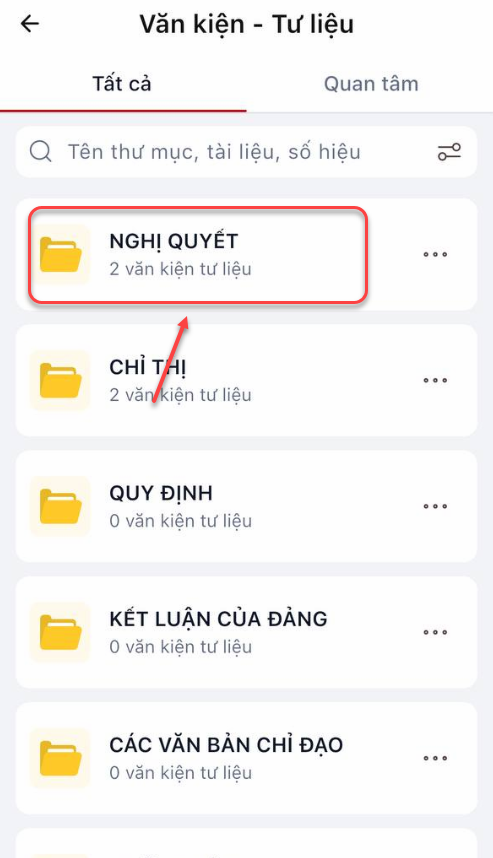 Văn kiện - Tư liệu
Tất cả
Quan tâm
Tên thư mục, tài liệu, số hiệu
NGHỊ QUYẾT
2 văn kiện tư liệu
CHỈ THỊ
2 văn kiện tư liệu
QUY ĐỊNH
0 văn kiện tư liệu
KẾT LUẬN CỦA ĐẢNG
0 văn kiện tư liệu
CÁC VĂN BẢN CHỈ ĐẠO
0 văn kiện tư liệu